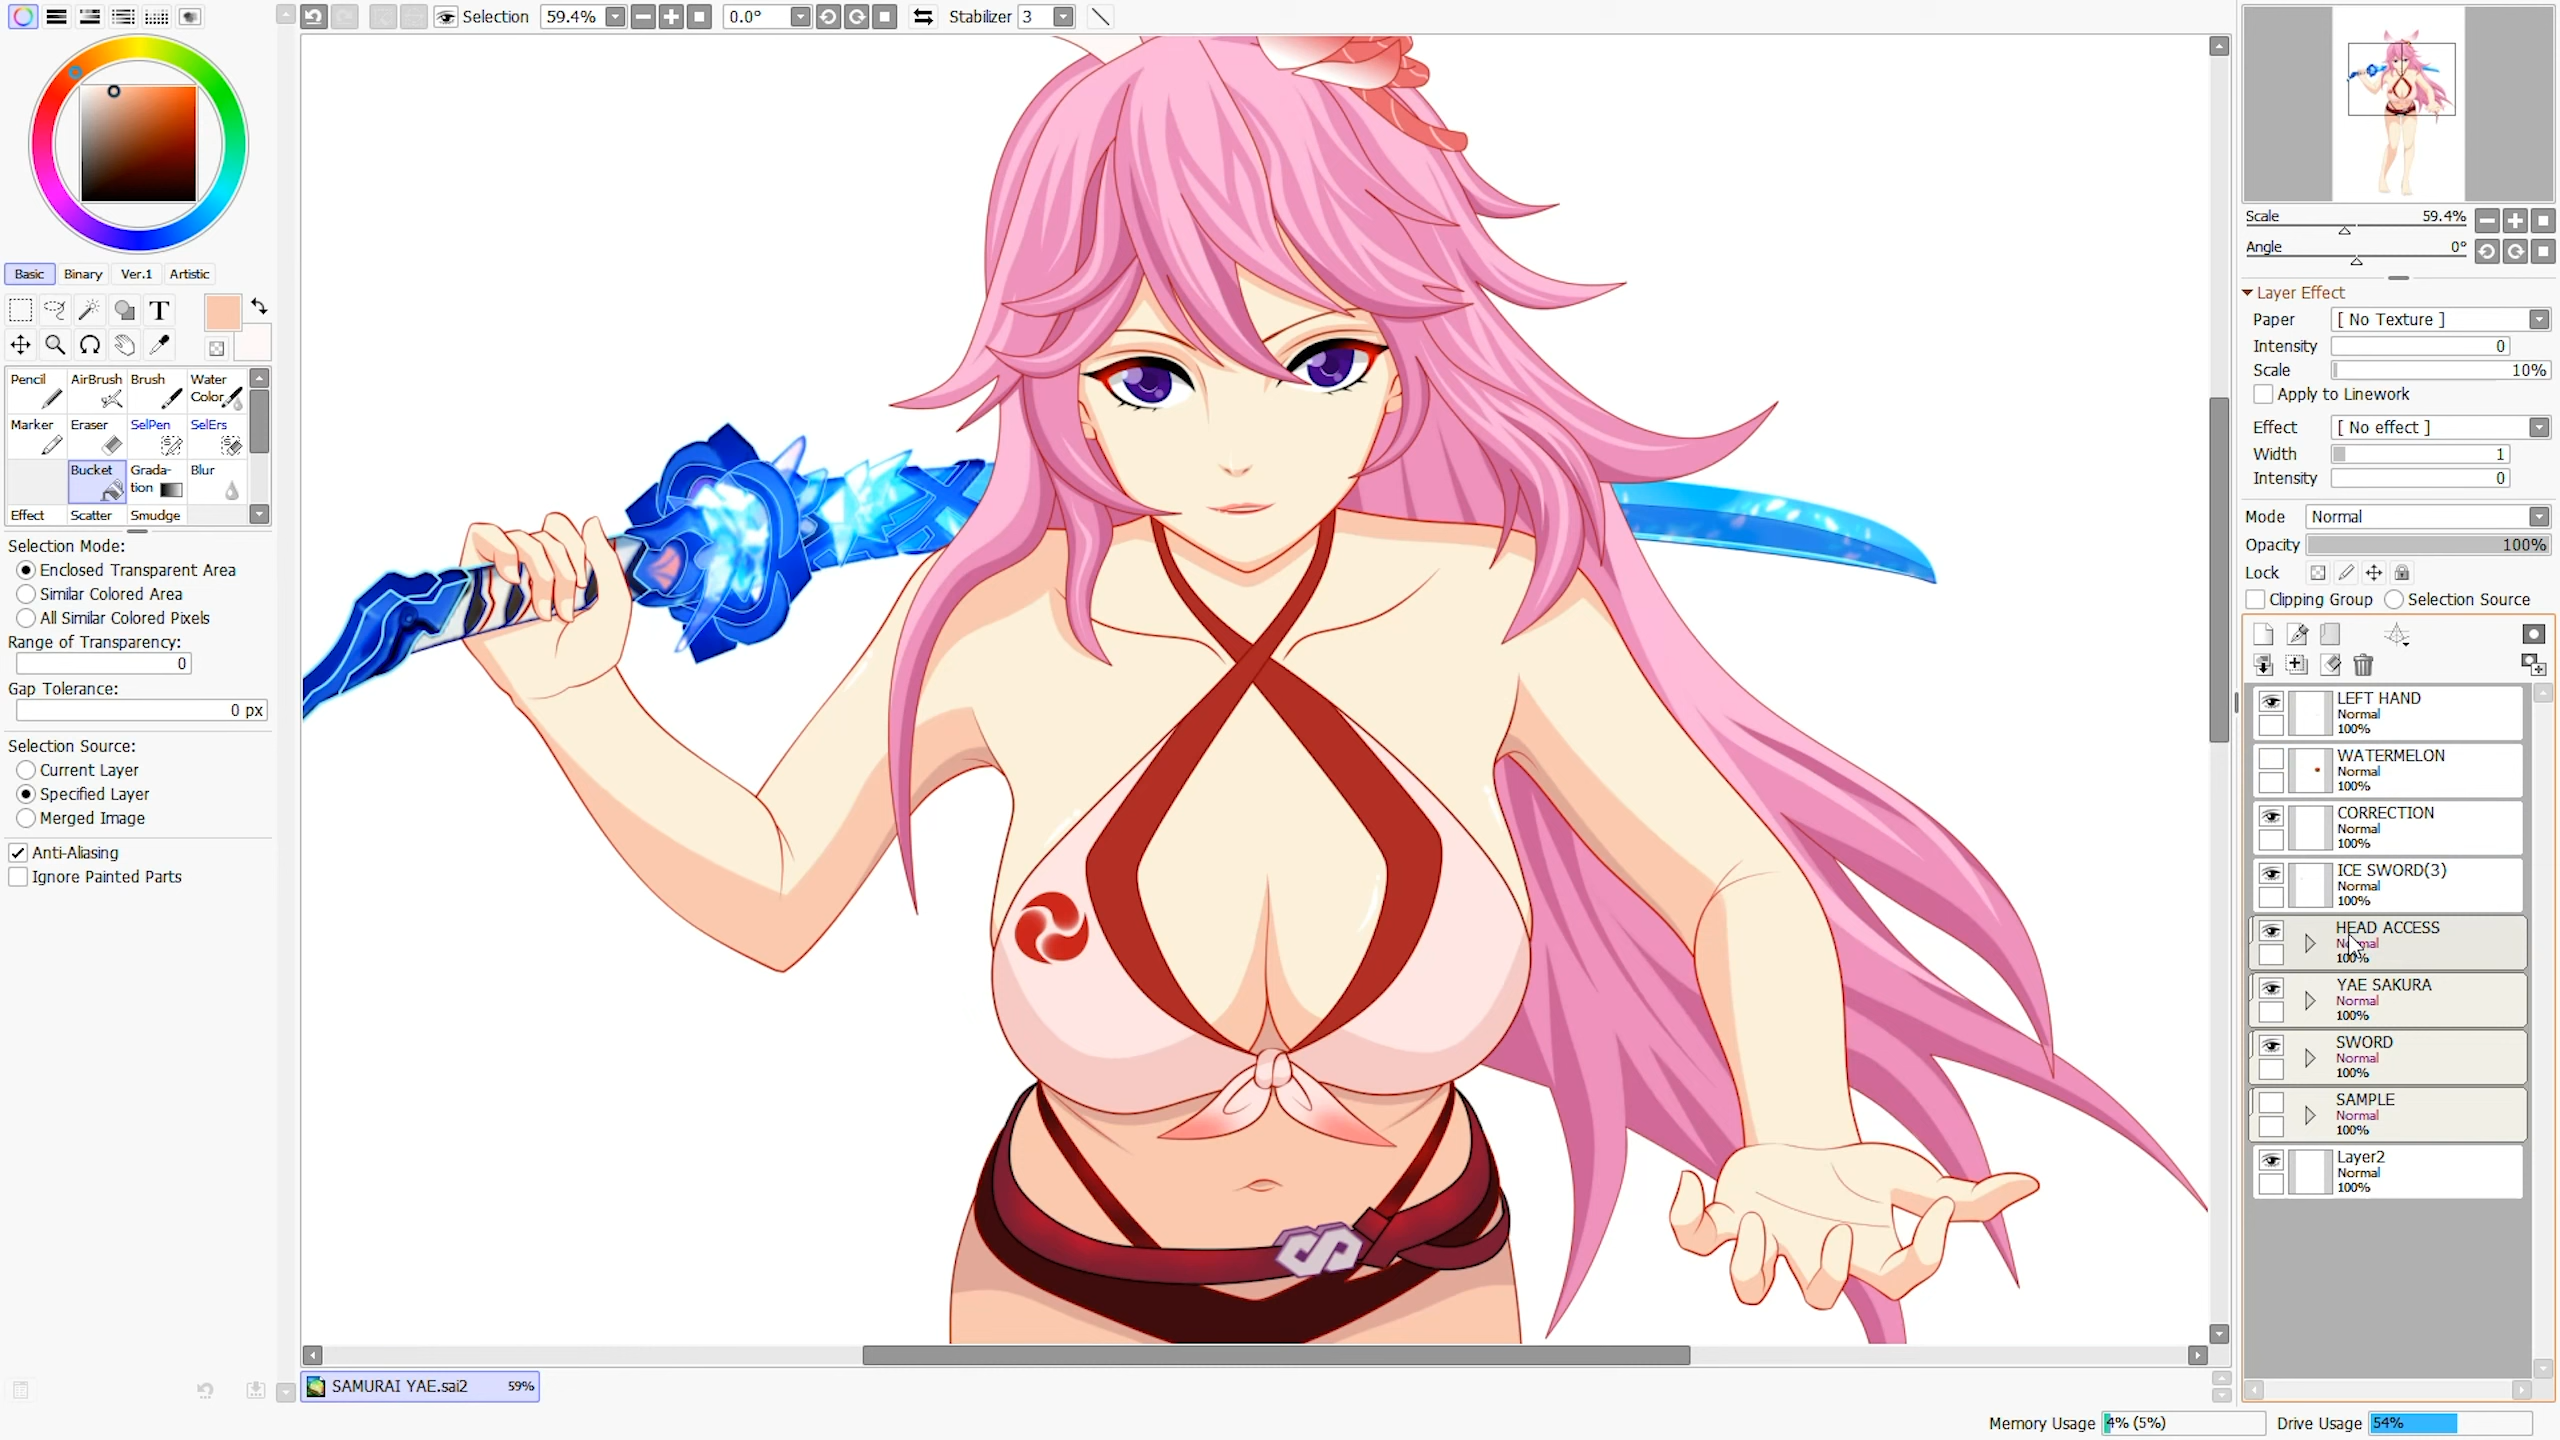 Selection 59.4% 0.0° Stabilizer 3
Basic Binary Ver.1 Artistic
T
Pencil AirBrush Brush Water Color
Marker Eraser SelPen SelErs
Bucket Grada-tion Blur
Effect Scatter Smudge
Selection Mode:
Enclosed Transparent Area
Similar Colored Area
All Similar Colored Pixels
Range of Transparency:
0
Gap Tolerance:
0 px
Selection Source:
Current Layer
Specified Layer
Merged Image
Anti-Aliasing
Ignore Painted Parts
SAMURAI YAE.sai2 59%
Scale 59.4%
Angle 0°
Layer Effect
Paper [ No Texture ]
Intensity 0
Scale 10%
Apply to Linework
Effect [ No effect ]
Width 1
Intensity 0
Mode Normal
Opacity 100%
Lock
Clipping Group Selection Source
LEFT HAND
Normal
100%
WATERMELON
Normal
100%
CORRECTION
Normal
100%
ICE SWORD(3)
Normal
100%
HEAD ACCESS
Normal
100%
YAE SAKURA
Normal
100%
SWORD
Normal
100%
SAMPLE
Normal
100%
Layer2
Normal
100%
Memory Usage 4% (5%) Drive Usage 54%